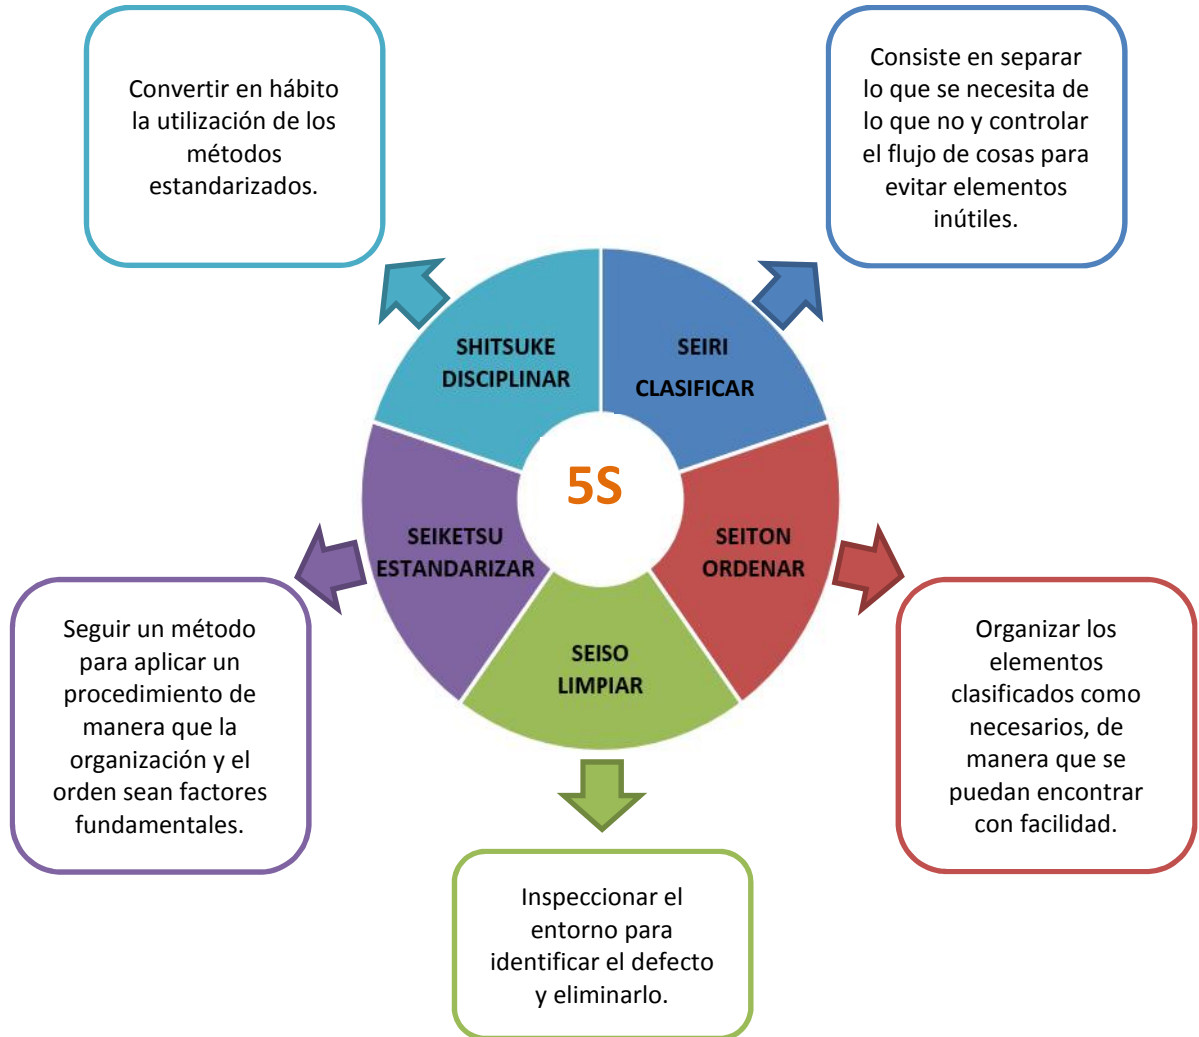 Convertir en hábito
la utilización de los
métodos
estandarizados.
Consiste en separar
lo que se necesita de
lo que no y controlar
el flujo de cosas para
evitar elementos
inútiles.
SHITSUKE
DISCIPLINAR
SEIRI
CLASIFICAR
5S
SEIKETSU
ESTANDARIZAR
SEITON
ORDENAR
SEISO
LIMPIAR
Seguir un método
para aplicar un
procedimiento de
manera que la
organización y el
orden sean factores
fundamentales.
Organizar los
elementos
clasificados como
necesarios, de
manera que se
puedan encontrar
con facilidad.
Inspeccionar el
entorno para
identificar el defecto
y eliminarlo.